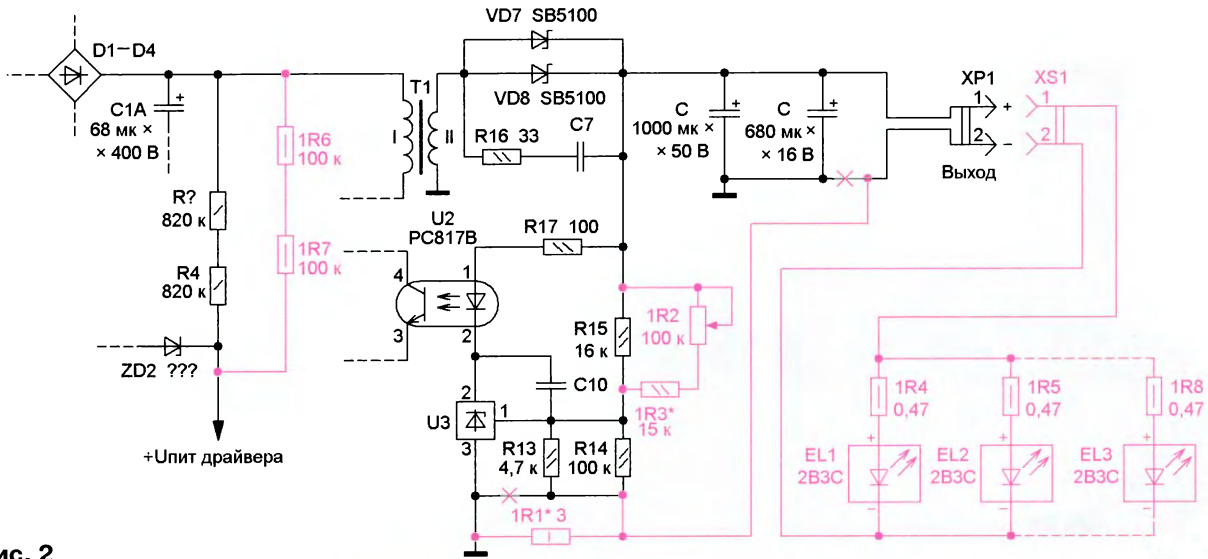 VD7 SB5100
D1–D4
T1
VD8 SB5100
XP1
XS1
C1A
68 мк ×
× 400 В
+
1R6
100 к
I
II
R16 33
C7
C
1000 мк ×
× 50 В
+
C
680 мк ×
× 16 В
+
1
+
2
−
1
2
Выход
R?
820 к
U2
PC817B
R17 100
1R7
100 к
4
1
3
2
R4
820 к
1R2
100 к
R15
16 к
ZD2 ???
C10
1R3*
15 к
1R4
0,47
1R5
0,47
1R8
0,47
2
U3
1
3
R13
4,7 к
R14
100 к
EL1
2В3С
+
−
EL2
2В3С
+
−
EL3
2В3С
+
−
+Uпит драйвера
1R1* 3
ис. 2